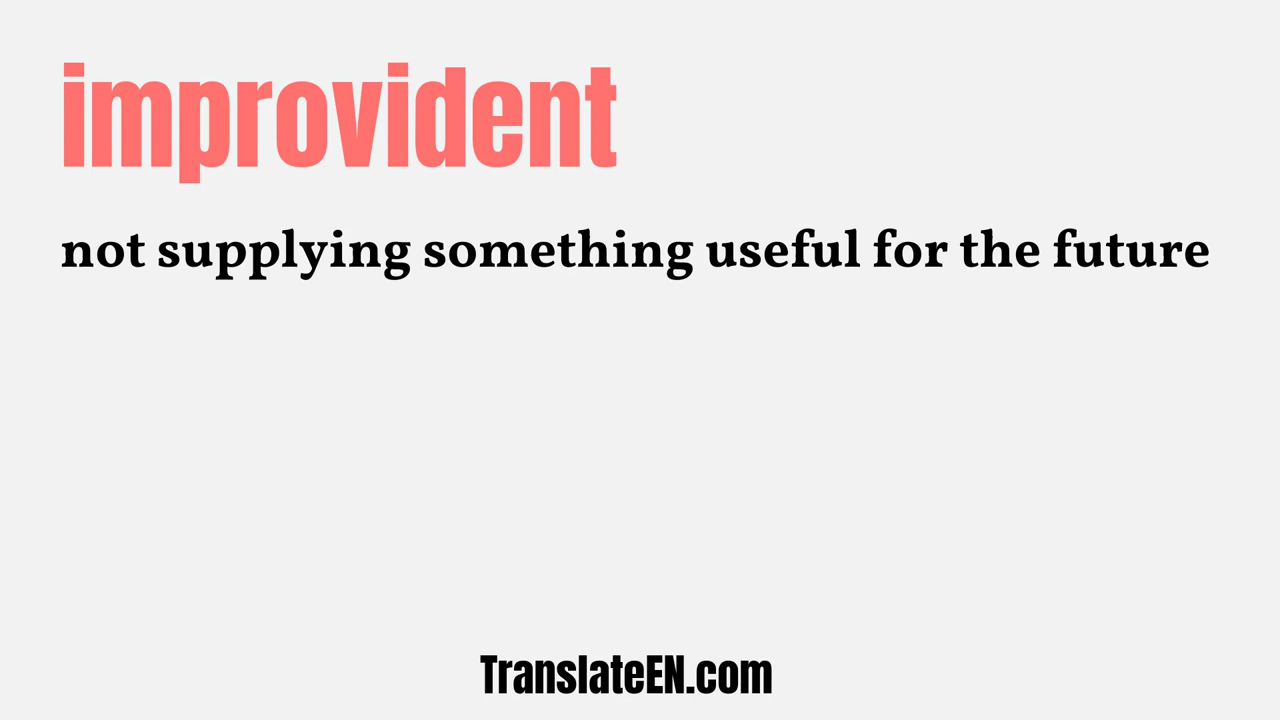 improvident
not supplying something useful for the future
TranslateEN.com